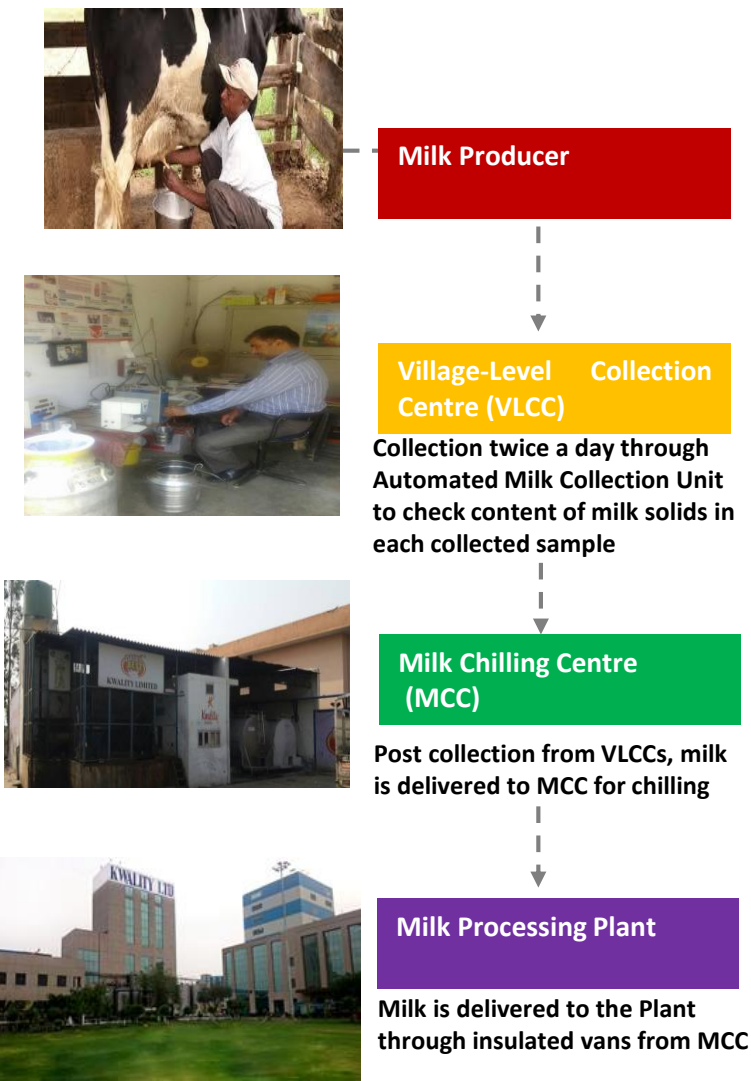 Milk Producer
Village-Level Collection
Centre (VLCC)
Collection twice a day through
Automated Milk Collection Unit
to check content of milk solids in
each collected sample
KWALITY LIMITED
Milk Chilling Centre
(MCC)
Post collection from VLCCs, milk
is delivered to MCC for chilling
KWALITY LTD
Milk Processing Plant
Milk is delivered to the Plant
through insulated vans from MCC